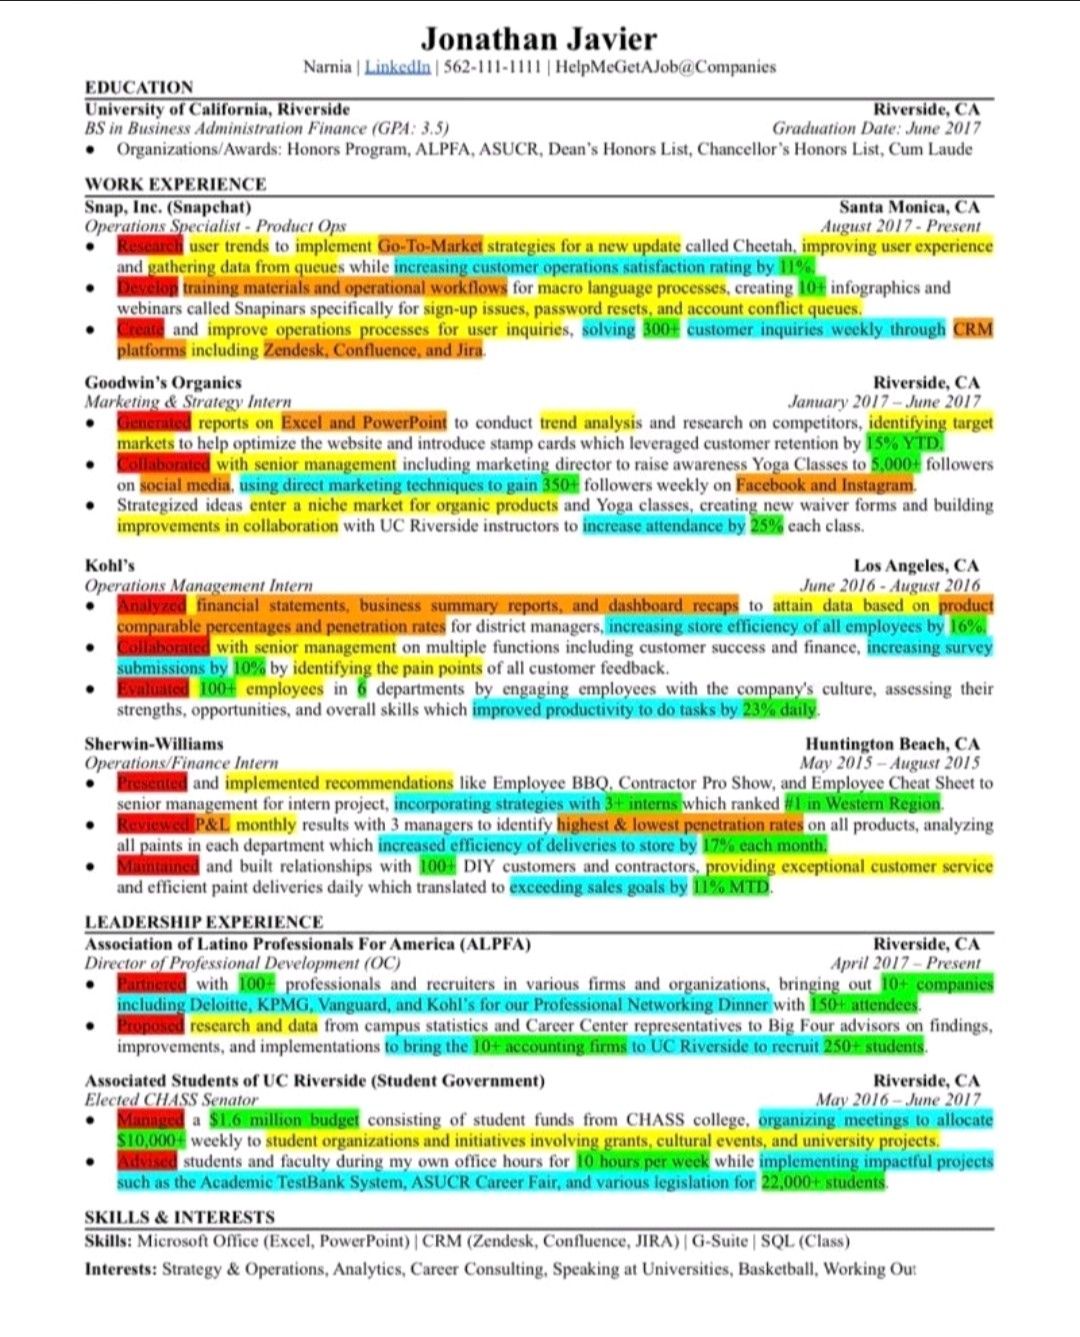 Jonathan Javier
Narnia | LinkedIn | 562-111-1111 | HelpMeGetAJob@Companies
EDUCATION
University of California, Riverside Riverside, CA
BS in Business Administration Finance (GPA: 3.5) Graduation Date: June 2017
• Organizations/Awards: Honors Program, ALPFA, ASUCR, Dean's Honors List, Chancellor's Honors List, Cum Laude
WORK EXPERIENCE
Snap, Inc. (Snapchat) Santa Monica, CA
Operations Specialist - Product Ops August 2017 - Present
• Research user trends to implement Go-To-Market strategies for a new update called Cheetah, improving user experience
and gathering data from queues while increasing customer operations satisfaction rating by 11%.
• Develop training materials and operational workflows for macro language processes, creating 10+ infographics and
webinars called Snapinars specifically for sign-up issues, password resets, and account conflict queues.
• Create and improve operations processes for user inquiries, solving 300+ customer inquiries weekly through CRM
platforms including Zendesk, Confluence, and Jira.
Goodwin's Organics Riverside, CA
Marketing & Strategy Intern January 2017 – June 2017
• Generated reports on Excel and PowerPoint to conduct trend analysis and research on competitors, identifying target
markets to help optimize the website and introduce stamp cards which leveraged customer retention by 15% YTD.
• Collaborated with senior management including marketing director to raise awareness Yoga Classes to 5,000+ followers
on social media, using direct marketing techniques to gain 350+ followers weekly on Facebook and Instagram.
• Strategized ideas enter a niche market for organic products and Yoga classes, creating new waiver forms and building
improvements in collaboration with UC Riverside instructors to increase attendance by 25% each class.
Kohl's Los Angeles, CA
Operations Management Intern June 2016 - August 2016
• Analyzed financial statements, business summary reports, and dashboard recaps to attain data based on product
comparable percentages and penetration rates for district managers, increasing store efficiency of all employees by 16%.
• Collaborated with senior management on multiple functions including customer success and finance, increasing survey
submissions by 10% by identifying the pain points of all customer feedback.
• Evaluated 100+ employees in 6 departments by engaging employees with the company's culture, assessing their
strengths, opportunities, and overall skills which improved productivity to do tasks by 23% daily.
Sherwin-Williams Huntington Beach, CA
Operations/Finance Intern May 2015 – August 2015
• Presented and implemented recommendations like Employee BBQ, Contractor Pro Show, and Employee Cheat Sheet to
senior management for intern project, incorporating strategies with 3+ interns which ranked #1 in Western Region.
• Reviewed P&L monthly results with 3 managers to identify highest & lowest penetration rates on all products, analyzing
all paints in each department which increased efficiency of deliveries to store by 17% each month.
• Maintained and built relationships with 100+ DIY customers and contractors, providing exceptional customer service
and efficient paint deliveries daily which translated to exceeding sales goals by 11% MTD.
LEADERSHIP EXPERIENCE
Association of Latino Professionals For America (ALPFA) Riverside, CA
Director of Professional Development (OC) April 2017 – Present
• Partnered with 100+ professionals and recruiters in various firms and organizations, bringing out 10+ companies
including Deloitte, KPMG, Vanguard, and Kohl's for our Professional Networking Dinner with 150+ attendees.
• Proposed research and data from campus statistics and Career Center representatives to Big Four advisors on findings,
improvements, and implementations to bring the 10+ accounting firms to UC Riverside to recruit 250+ students.
Associated Students of UC Riverside (Student Government) Riverside, CA
Elected CHASS Senator May 2016 – June 2017
• Managed a $1.6 million budget consisting of student funds from CHASS college, organizing meetings to allocate
$10,000+ weekly to student organizations and initiatives involving grants, cultural events, and university projects.
• Advised students and faculty during my own office hours for 10 hours per week while implementing impactful projects
such as the Academic TestBank System, ASUCR Career Fair, and various legislation for 22,000+ students.
SKILLS & INTERESTS
Skills: Microsoft Office (Excel, PowerPoint) | CRM (Zendesk, Confluence, JIRA) | G-Suite | SQL (Class)
Interests: Strategy & Operations, Analytics, Career Consulting, Speaking at Universities, Basketball, Working Out